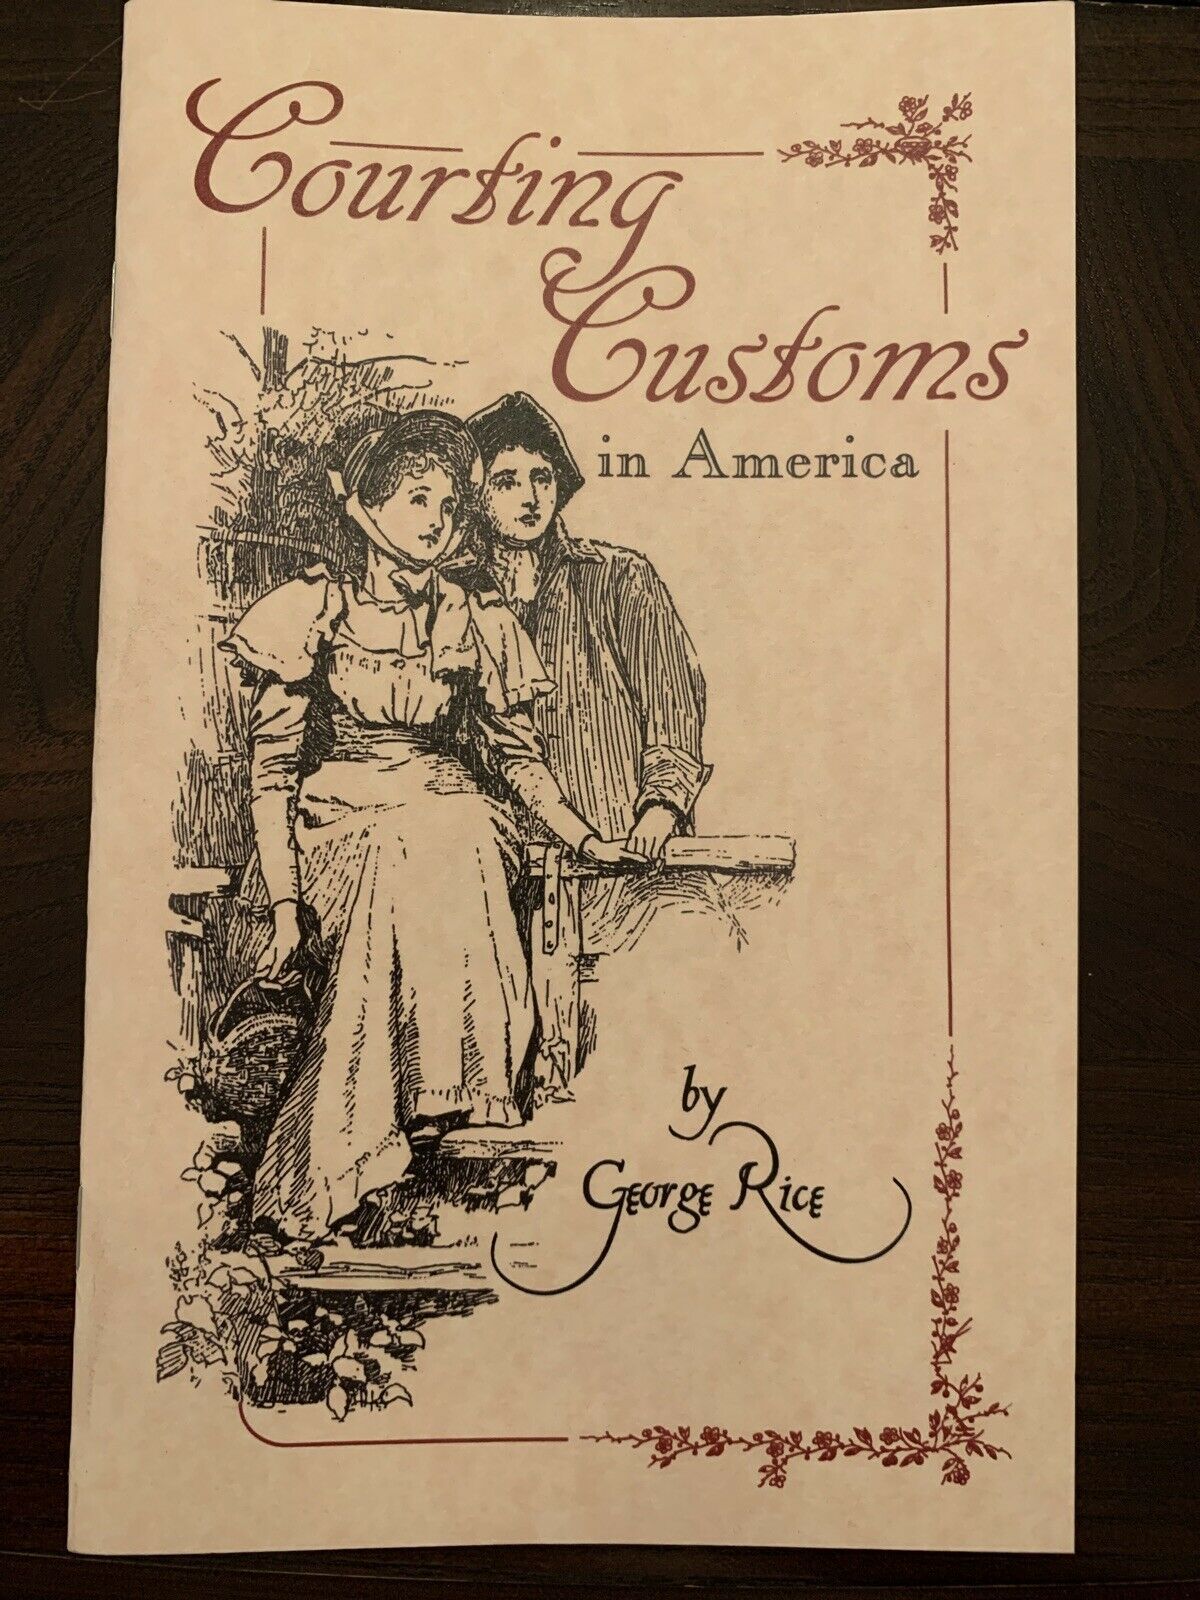 Courting
Customs
in America
by
George Rice